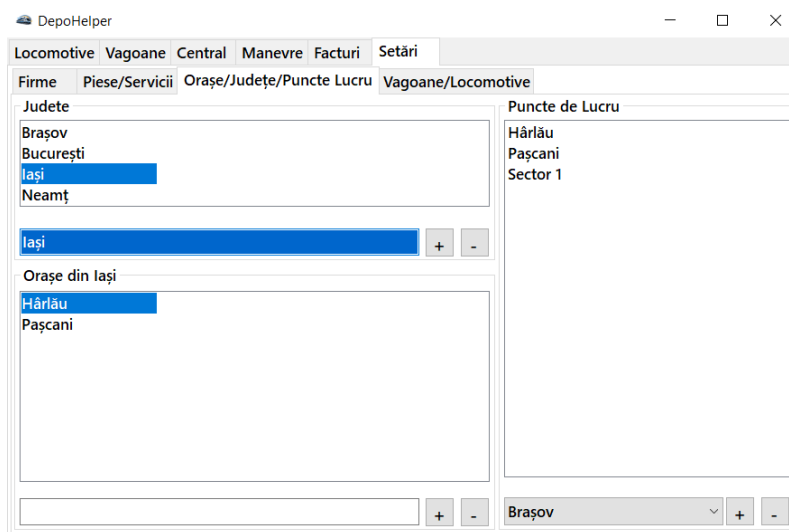 DepoHelper
Locomotive Vagoane Central Manevre Facturi Setări
Firme Piese/Servicii Orașe/Județe/Puncte Lucru Vagoane/Locomotive
Judete
Brașov
București
Iași
Neamț
Iași
+ -
Orașe din Iași
Hârlău
Pașcani
+ -
Puncte de Lucru
Hârlău
Pașcani
Sector 1
Brașov
+ -